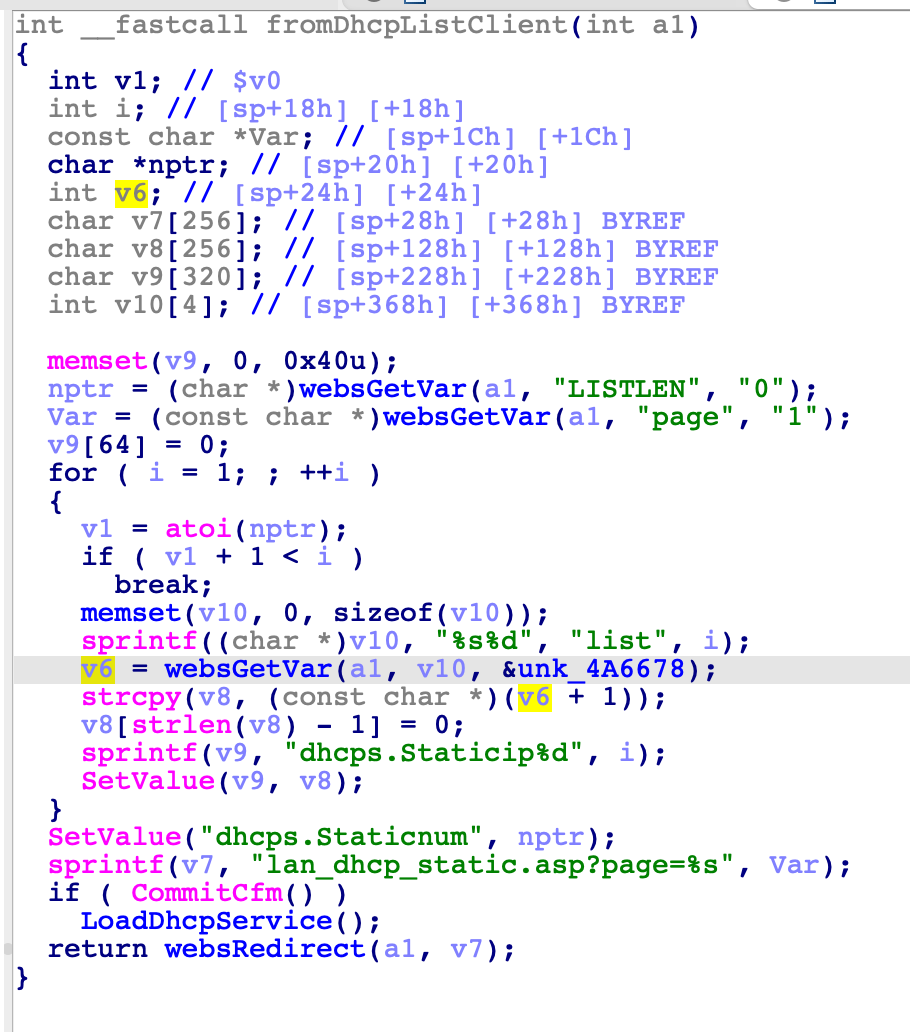 int __fastcall fromDhcpListClient(int a1)
{
int v1; // $v0
int i; // [sp+18h] [+18h]
const char *Var; // [sp+1Ch] [+1Ch]
char *nptr; // [sp+20h] [+20h]
int v6; // [sp+24h] [+24h]
char v7[256]; // [sp+28h] [+28h] BYREF
char v8[256]; // [sp+128h] [+128h] BYREF
char v9[320]; // [sp+228h] [+228h] BYREF
int v10[4]; // [sp+368h] [+368h] BYREF
memset(v9, 0, 0x40u);
nptr = (char *)websGetVar(a1, "LISTLEN", "0");
Var = (const char *)websGetVar(a1, "page", "1");
v9[64] = 0;
for ( i = 1; ; ++i )
{
v1 = atoi(nptr);
if ( v1 + 1 < i )
break;
memset(v10, 0, sizeof(v10));
sprintf((char *)v10, "%s%d", "list", i);
v6 = websGetVar(a1, v10, &unk_4A6678);
strcpy(v8, (const char *)(v6 + 1));
v8[strlen(v8) - 1] = 0;
sprintf(v9, "dhcps.Staticip%d", i);
SetValue(v9, v8);
}
SetValue("dhcps.Staticnum", nptr);
sprintf(v7, "lan_dhcp_static.asp?page=%s", Var);
if ( CommitCfm() )
LoadDhcpService();
return websRedirect(a1, v7);
}